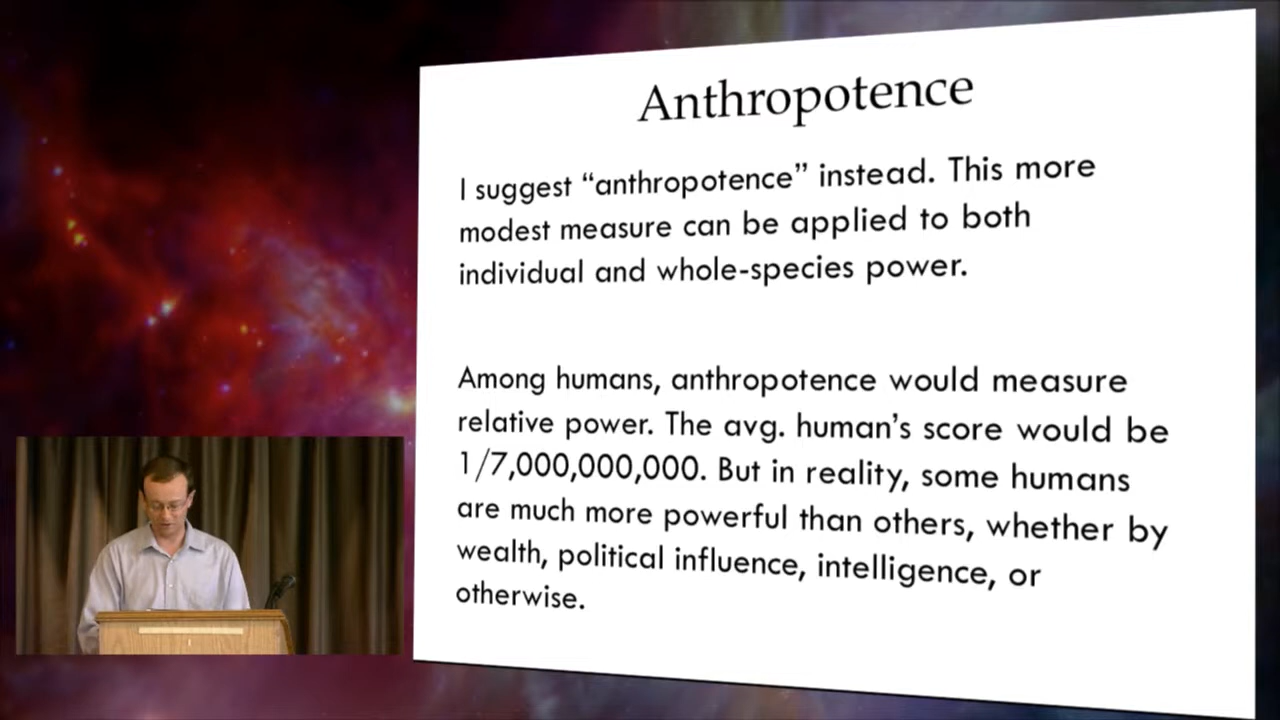 Anthropotence
I suggest “anthropotence” instead. This more
modest measure can be applied to both
individual and whole-species power.
Among humans, anthropotence would measure
relative power. The avg. human’s score would be
1/7,000,000,000. But in reality, some humans
are much more powerful than others, whether by
wealth, political influence, intelligence, or
otherwise.